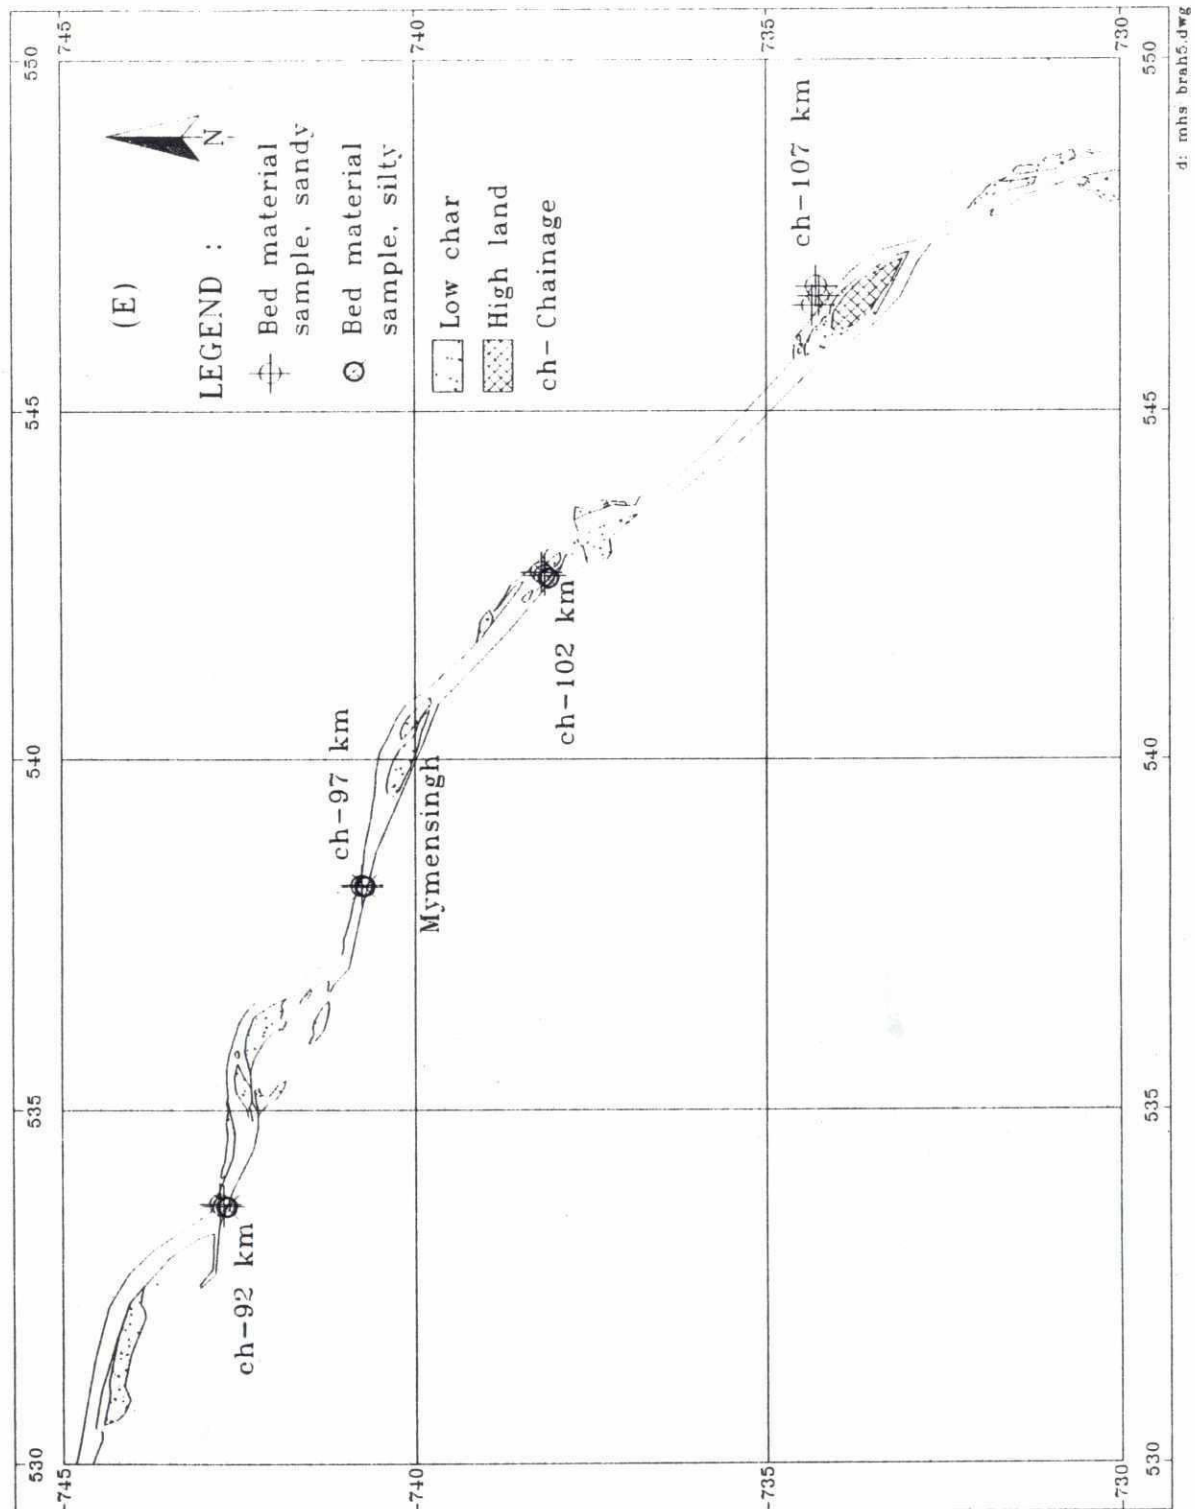 (E)
LEGEND :
Bed material
sample, sandy
Bed material
sample, silty
Low char
High land
ch-Chainage
N
530
535
540
545
550
745
745
740
740
735
735
730
730
530
535
540
545
550
ch-92 km
ch-97 km
Mymensingh
ch-102 km
ch-107 km
d: mhs brah5.dwg